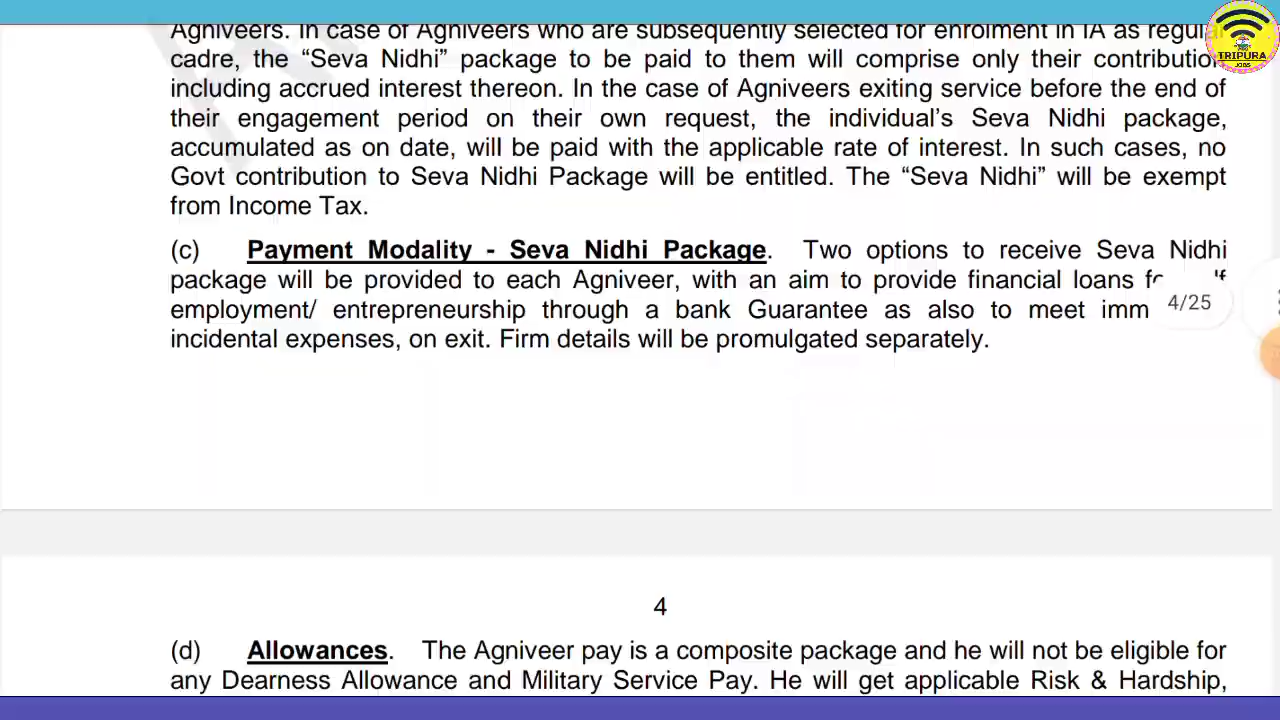 Agniveers. In case of Agniveers who are subsequently selected for enrolment in IA as regular
cadre, the “Seva Nidhi” package to be paid to them will comprise only their contribution
including accrued interest thereon. In the case of Agniveers exiting service before the end of
their engagement period on their own request, the individual’s Seva Nidhi package,
accumulated as on date, will be paid with the applicable rate of interest. In such cases, no
Govt contribution to Seva Nidhi Package will be entitled. The “Seva Nidhi” will be exempt
from Income Tax.
(c) Payment Modality - Seva Nidhi Package. Two options to receive Seva Nidhi
package will be provided to each Agniveer, with an aim to provide financial loans
employment/ entrepreneurship through a bank Guarantee as also to meet
incidental expenses, on exit. Firm details will be promulgated separately.
4/25
4
(d) Allowances. The Agniveer pay is a composite package and he will not be eligible for
any Dearness Allowance and Military Service Pay. He will get applicable Risk & Hardship,
TRIPURA
JOBS